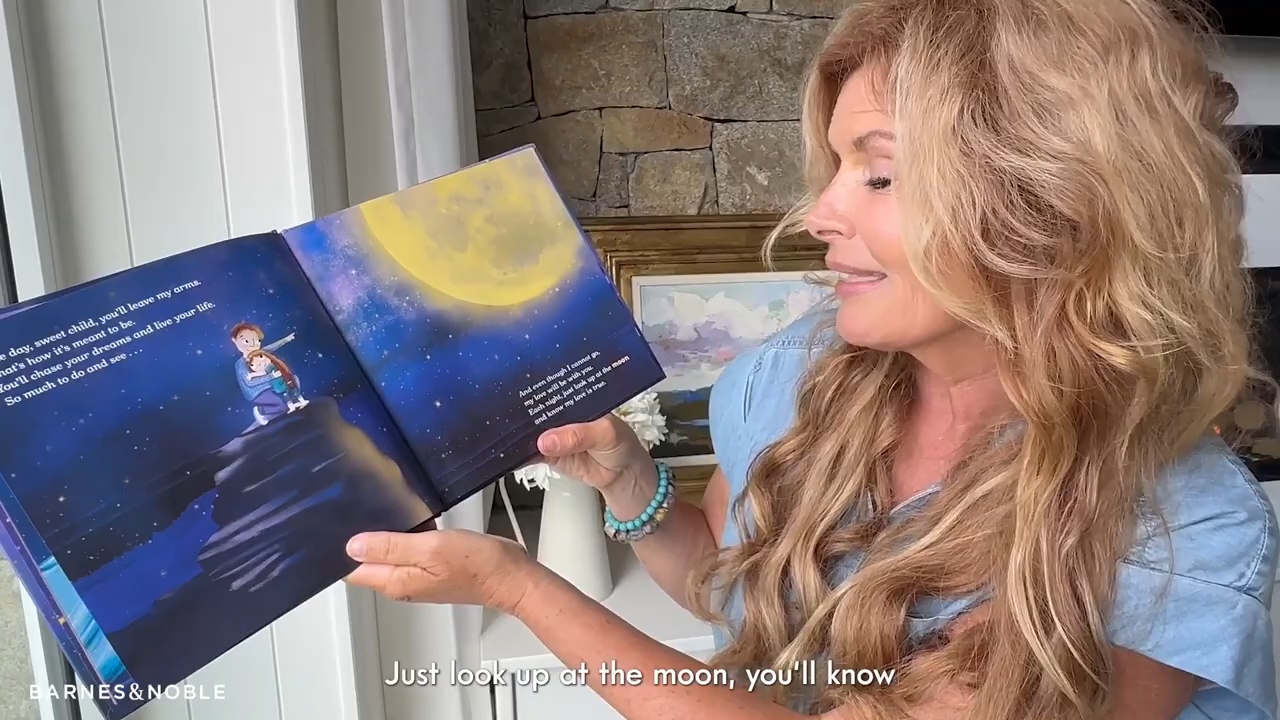 e day, sweet child, you'll leave my arms.
hat's how it's meant to be.
You'll chase your dreams and live your life.
So much to do and see . . .
And even though I cannot go,
my love will be with you.
Each night, just look up at the moon
and know my love is true.
Just look up at the moon, you'll know
BARNES&NOBLE